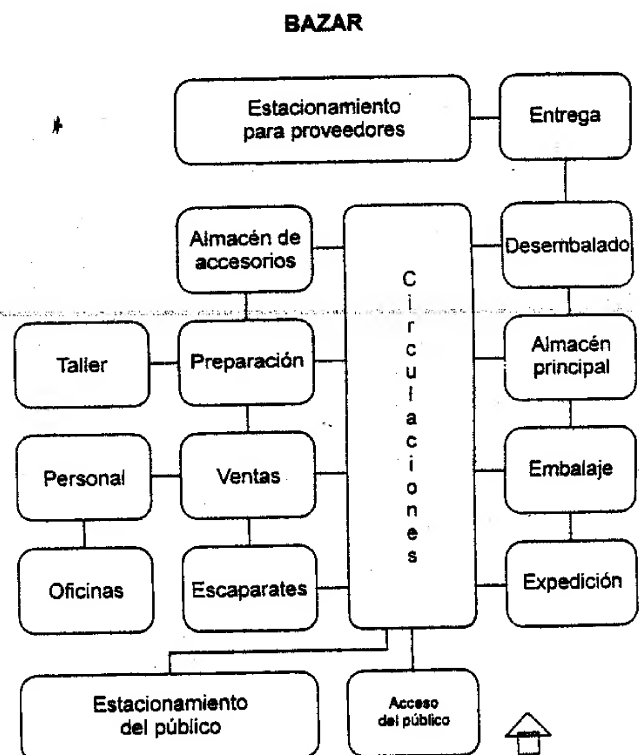 BAZAR
Estacionamiento
para proveedores
Entrega
Almacén de
accesorios
Circulaciones
Desembalado
Taller
Preparación
Almacén
principal
Personal
Ventas
Embalaje
Oficinas
Escaparates
Expedición
Estacionamiento
del público
Acceso
del público